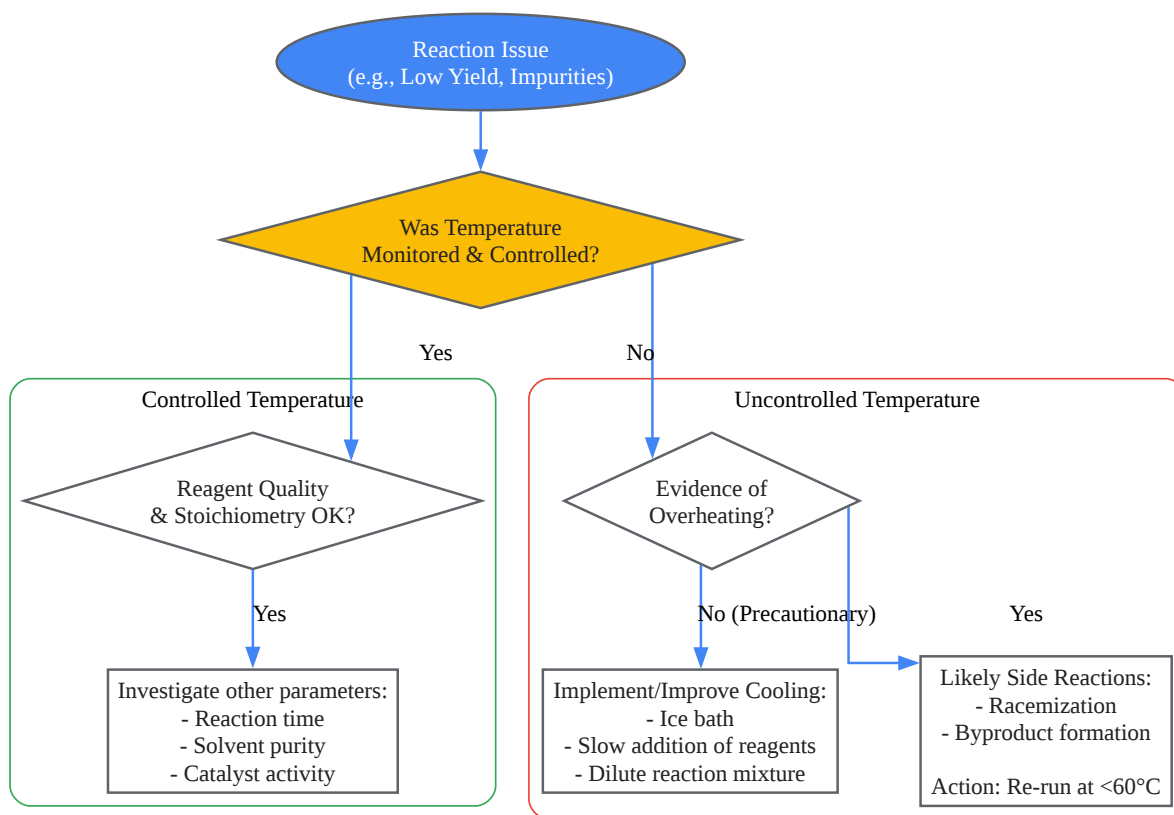 Reaction Issue
(e.g., Low Yield, Impurities)
Was Temperature
Monitored & Controlled?
Yes
No
Controlled Temperature
Uncontrolled Temperature
Reagent Quality
& Stoichiometry OK?
Evidence of
Overheating?
Yes
No (Precautionary)
Yes
Investigate other parameters:
- Reaction time
- Solvent purity
- Catalyst activity
Implement/Improve Cooling:
- Ice bath
- Slow addition of reagents
- Dilute reaction mixture
Likely Side Reactions:
- Racemization
- Byproduct formation
Action: Re-run at <60°C